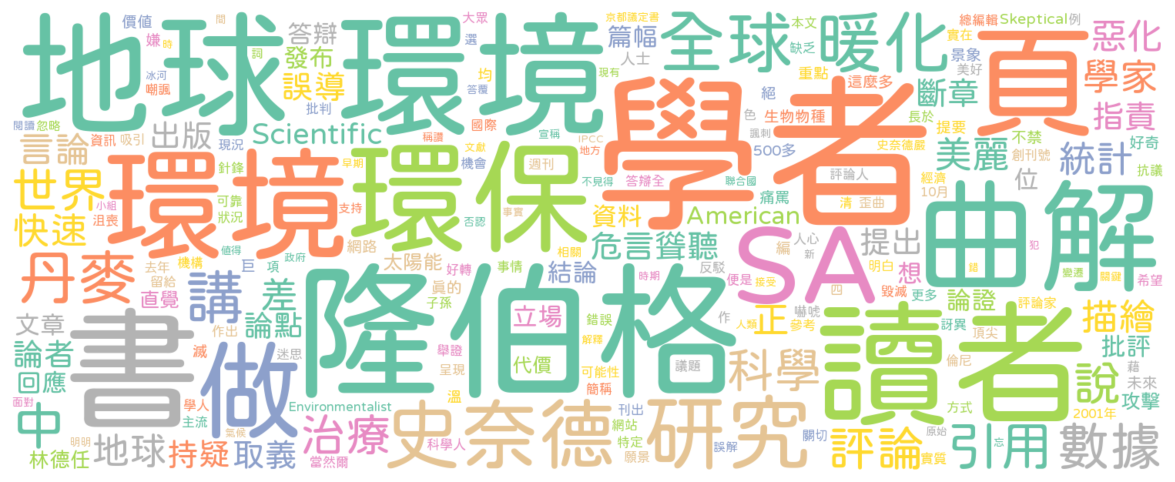 地球環境
全球暖化
學者
頁
環境
環保
曲解
隆伯格
SA
讀者
書
做
史奈德
研究
科學
丹麥
講
世界
快速
言論
出版
Scientific
American
誤導
發布
答辯
篇幅
人士
價值
嫌
時
聞
詞
冰河
嘲諷
批判
大眾
選
均
答覆
京都議定書
本文
缺乏
現有
重點
這麼多
總編輯
Skeptical
例
實在
景象
美好
惡化
學家
斷章
指責
絕
生物物種
長於
提要
不禁
好奇
創刊號
抗議
美麗
統計
位
色
諷刺
500多
史奈德嚴
經濟
10月
評論人
清
歪曲
聯合國
痛罵
答辯全
IPCC
地方
宣稱
稱讚
國際
文獻
機會
週刊
不見得
資料
危言聳聽
提出
編
人心
新
想
閱讀
忽略
資訊
吸引
現況
針鋒
早期
可靠
狀況
小組
沮喪
支持
否認
事實
值得
政府
網路
太陽能
好轉
相關
事情
結論
眞的
子孫
機構
去年
巨
項
留給
直覺
差
論點
文章
論者
回應
中
作出
滅
迷思
立場
代價
錯誤
解釋
舉證
呈現
可能性
簡稱
溫
時期
議題
反駁
便是
接受
明白
四
毀滅
更多
作
嚇唬
人類
正
參考
論證
評論家
訝異
頂尖
倫尼
犯
變遷
關鍵
希望
錯
描繪
批評
說
藉
未來
攻擊
方式
2001年
面對
學人
主流
Environmentalist
治療
地球
持疑
取義
林德任
明明
氣候
當然爾
科學人
刊出
網站
特定
願景
誤解
關切
評論
實質
原始
忘
引用
數據